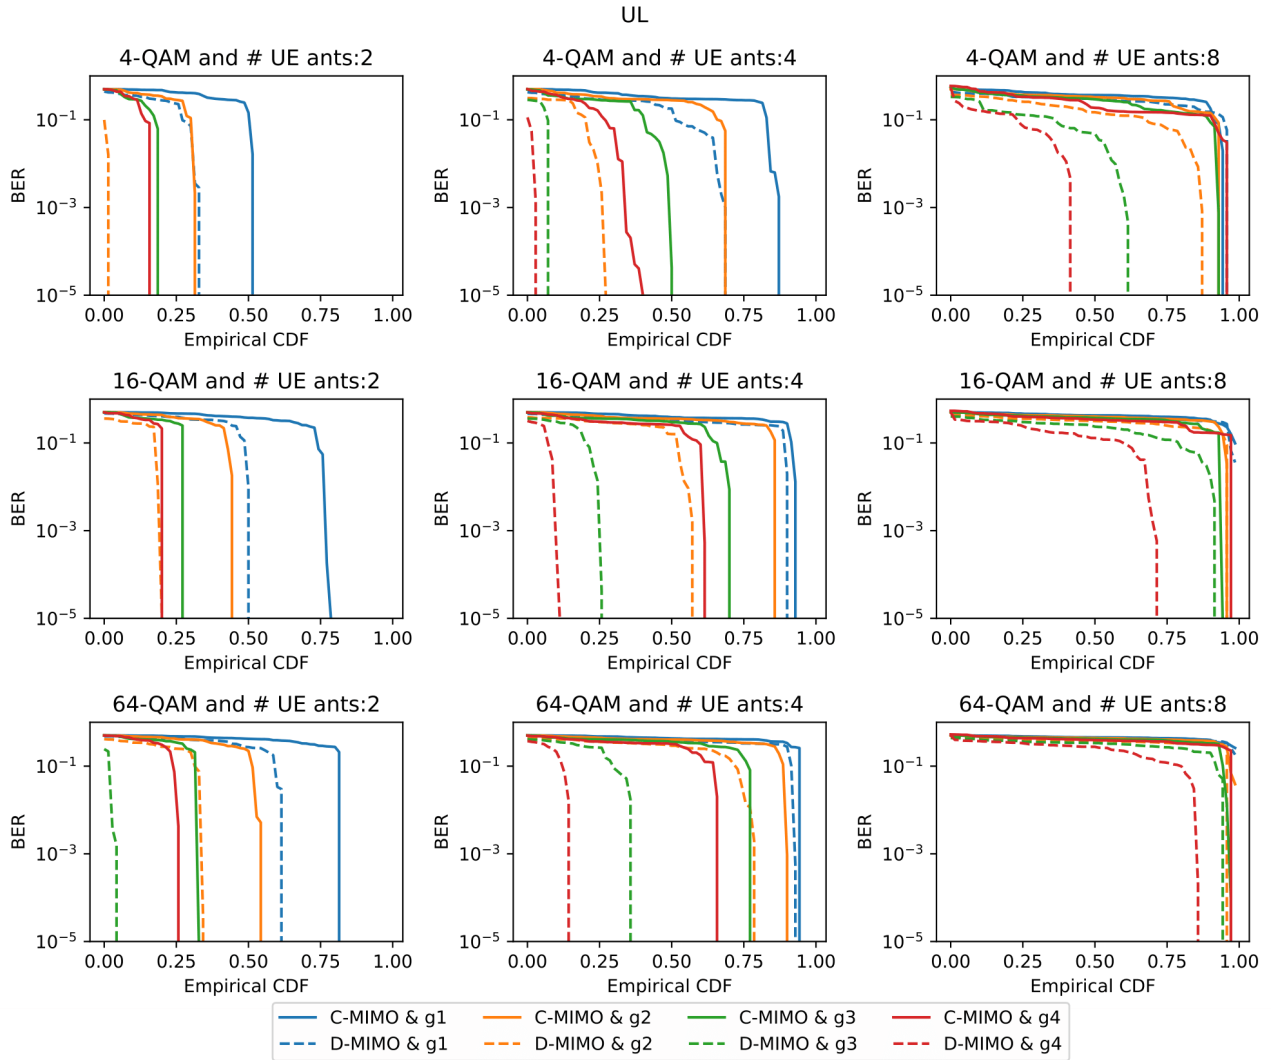 UL
4-QAM and # UE ants:2
4-QAM and # UE ants:4
4-QAM and # UE ants:8
BER
10⁻¹
10⁻³
10⁻⁵
0.00 0.25 0.50 0.75 1.00
Empirical CDF
BER
10⁻¹
10⁻³
10⁻⁵
0.00 0.25 0.50 0.75 1.00
Empirical CDF
BER
10⁻¹
10⁻³
10⁻⁵
0.00 0.25 0.50 0.75 1.00
Empirical CDF
16-QAM and # UE ants:2
16-QAM and # UE ants:4
16-QAM and # UE ants:8
BER
10⁻¹
10⁻³
10⁻⁵
0.00 0.25 0.50 0.75 1.00
Empirical CDF
BER
10⁻¹
10⁻³
10⁻⁵
0.00 0.25 0.50 0.75 1.00
Empirical CDF
BER
10⁻¹
10⁻³
10⁻⁵
0.00 0.25 0.50 0.75 1.00
Empirical CDF
64-QAM and # UE ants:2
64-QAM and # UE ants:4
64-QAM and # UE ants:8
BER
10⁻¹
10⁻³
10⁻⁵
0.00 0.25 0.50 0.75 1.00
Empirical CDF
BER
10⁻¹
10⁻³
10⁻⁵
0.00 0.25 0.50 0.75 1.00
Empirical CDF
BER
10⁻¹
10⁻³
10⁻⁵
0.00 0.25 0.50 0.75 1.00
Empirical CDF
C-MIMO & g1 C-MIMO & g2 C-MIMO & g3 C-MIMO & g4
D-MIMO & g1 D-MIMO & g2 D-MIMO & g3 D-MIMO & g4